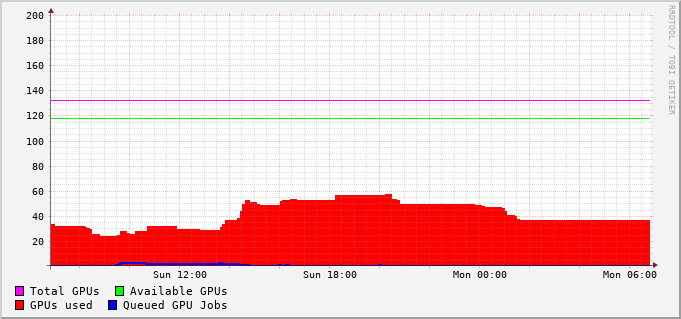 200
180
160
140
120
100
80
60
40
20
Sun 12:00 Sun 18:00 Mon 00:00 Mon 06:00
Total GPUs Available GPUs
GPUs used Queued GPU Jobs
RRDTOOL / TOBI OETIKER